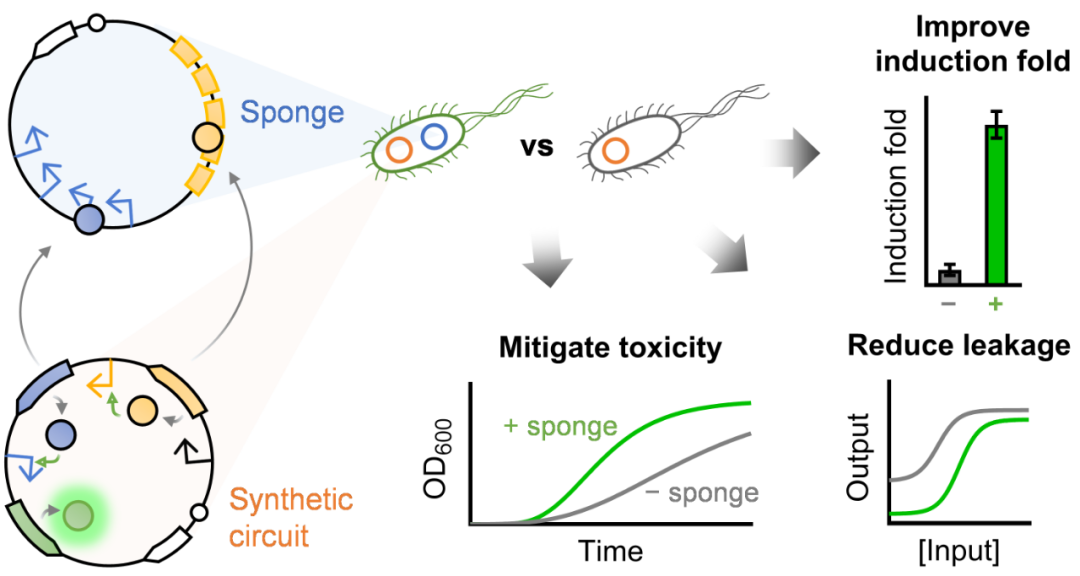 Improve
induction fold
Sponge
vs
Induction fold
−
+
Mitigate toxicity
Reduce leakage
+ sponge
− sponge
OD600
Time
Output
[Input]
Synthetic
circuit